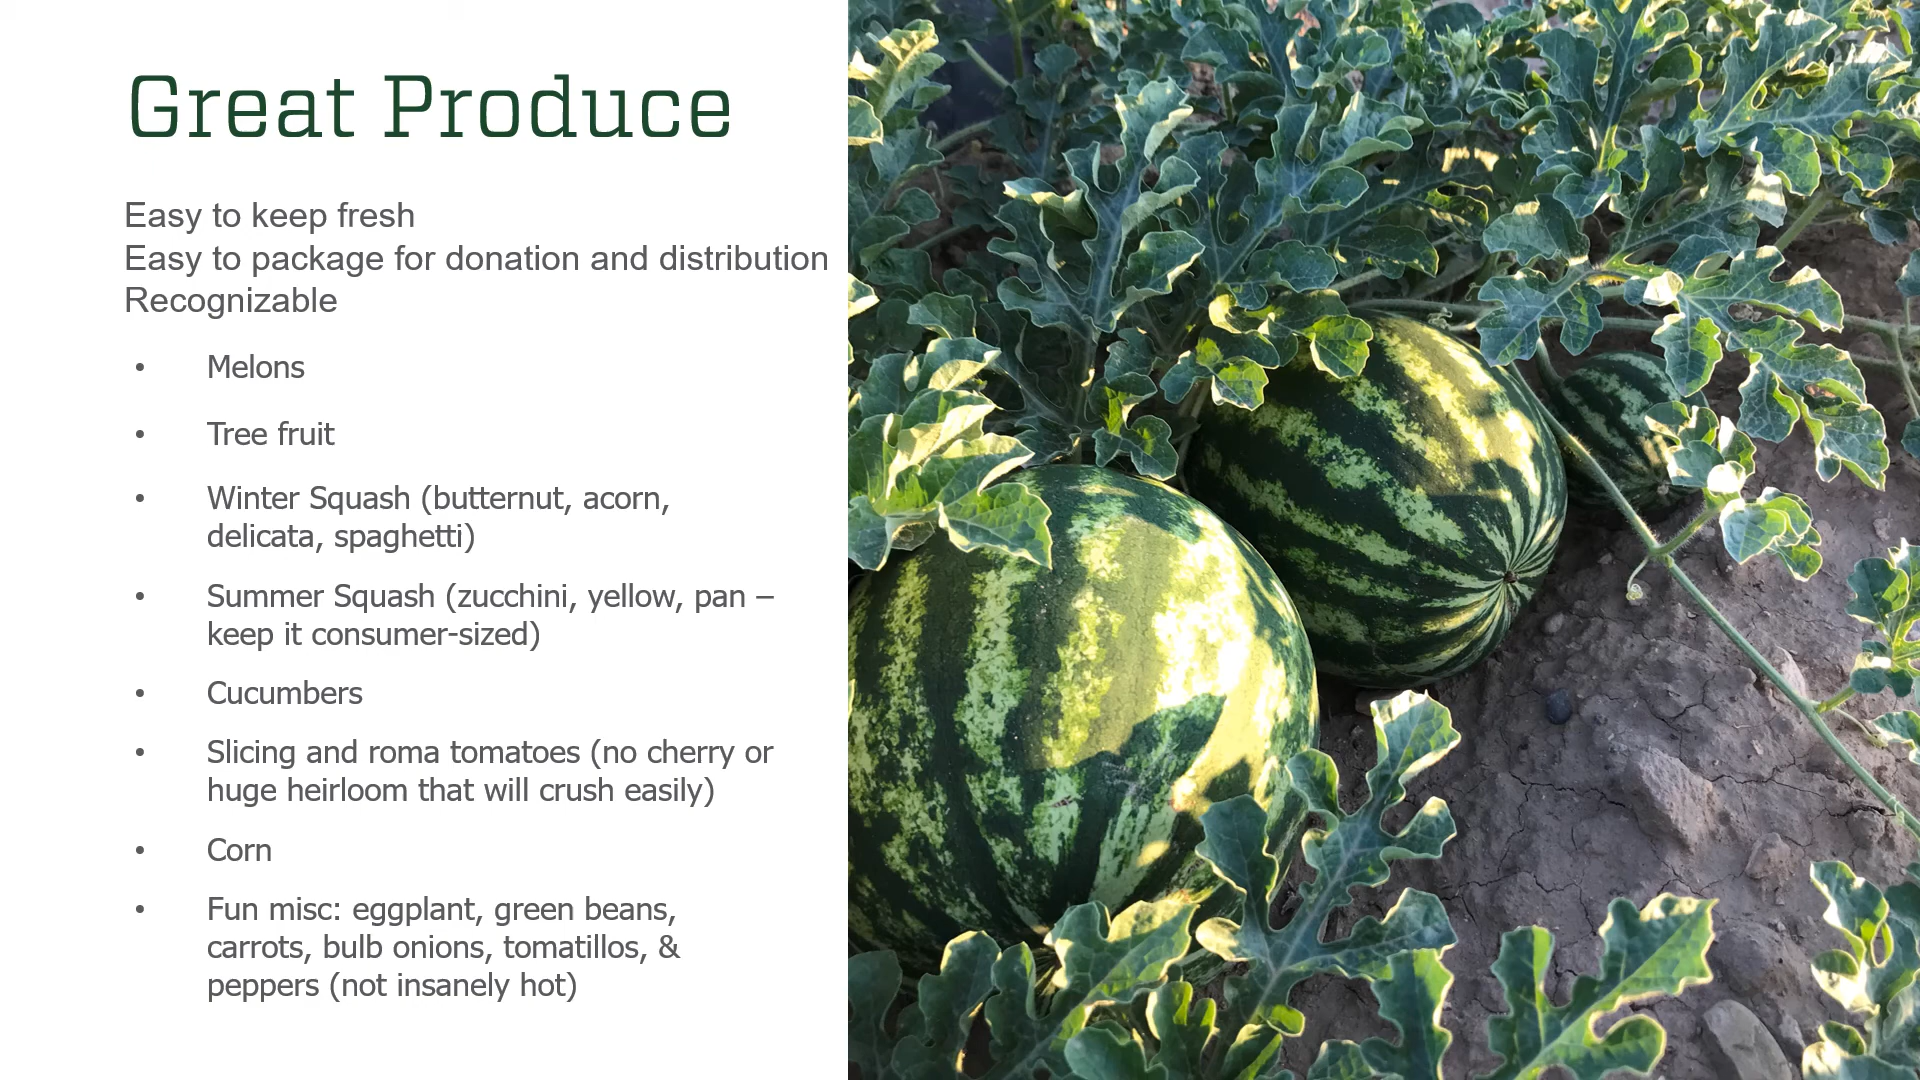 Great Produce
Easy to keep fresh
Easy to package for donation and distribution
Recognizable
• Melons
• Tree fruit
• Winter Squash (butternut, acorn,
delicata, spaghetti)
• Summer Squash (zucchini, yellow, pan –
keep it consumer-sized)
• Cucumbers
• Slicing and roma tomatoes (no cherry or
huge heirloom that will crush easily)
• Corn
• Fun misc: eggplant, green beans,
carrots, bulb onions, tomatillos, &
peppers (not insanely hot)